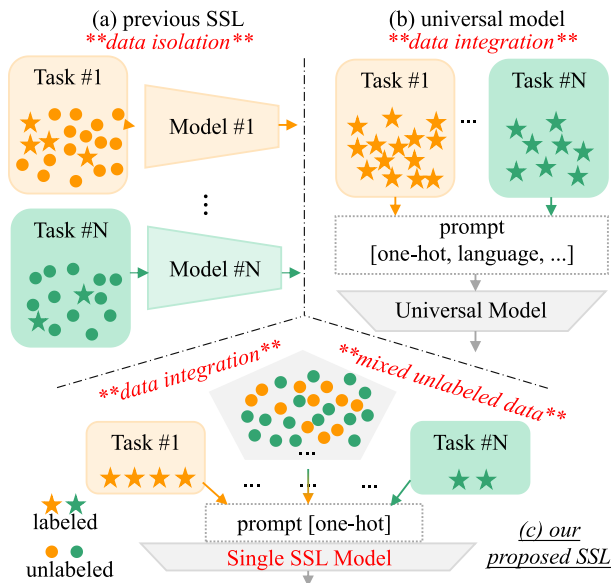 (a) previous SSL
**data isolation**
Task #1
Model #1
...
Task #N
Model #N
(b) universal model
**data integration**
Task #1
...
Task #N
prompt
[one-hot, language, ...]
Universal Model
**data integration**
**mixed unlabeled data**
...
Task #1
Task #N
... ... ...
prompt [one-hot]
Single SSL Model
labeled
unlabeled
(c) our
proposed SSL